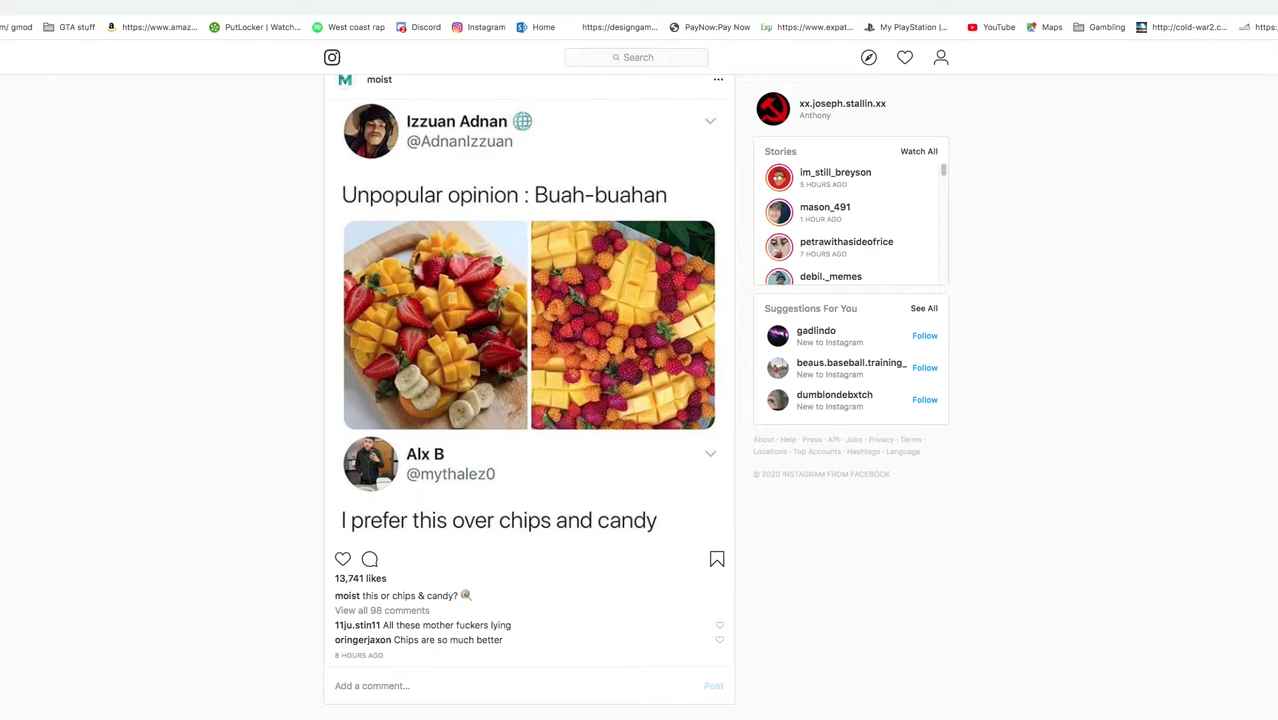 m/ gmod
GTA stuff
https://www.amaz...
PutLocker | Watch...
West coast rap
Discord
Instagram
Home
https://designgam...
PayNow:Pay Now
Exp
https://www.expat...
My PlayStation |...
YouTube
Maps
Gambling
http://cold-war2.c...
https:
Search
moist
xx.joseph.stallin.xx
Anthony
Izzuan Adnan
@AdnanIzzuan
Unpopular opinion : Buah-buahan
Alx B
@mythalez0
I prefer this over chips and candy
13,741 likes
moist this or chips & candy? 🍭
View all 98 comments
11ju.stin11 All these mother fuckers lying
oringerjaxon Chips are so much better
8 HOURS AGO
Add a comment...
Post
Stories
Watch All
im_still_breyson
5 HOURS AGO
mason_491
1 HOUR AGO
petrawithasideofrice
7 HOURS AGO
debil._memes
Suggestions For You
See All
gadlindo
New to Instagram
Follow
beaus.baseball.training_
New to Instagram
Follow
dumblondebxtch
New to Instagram
Follow
About · Help · Press · API · Jobs · Privacy · Terms ·
Locations · Top Accounts · Hashtags · Language
© 2020 INSTAGRAM FROM FACEBOOK